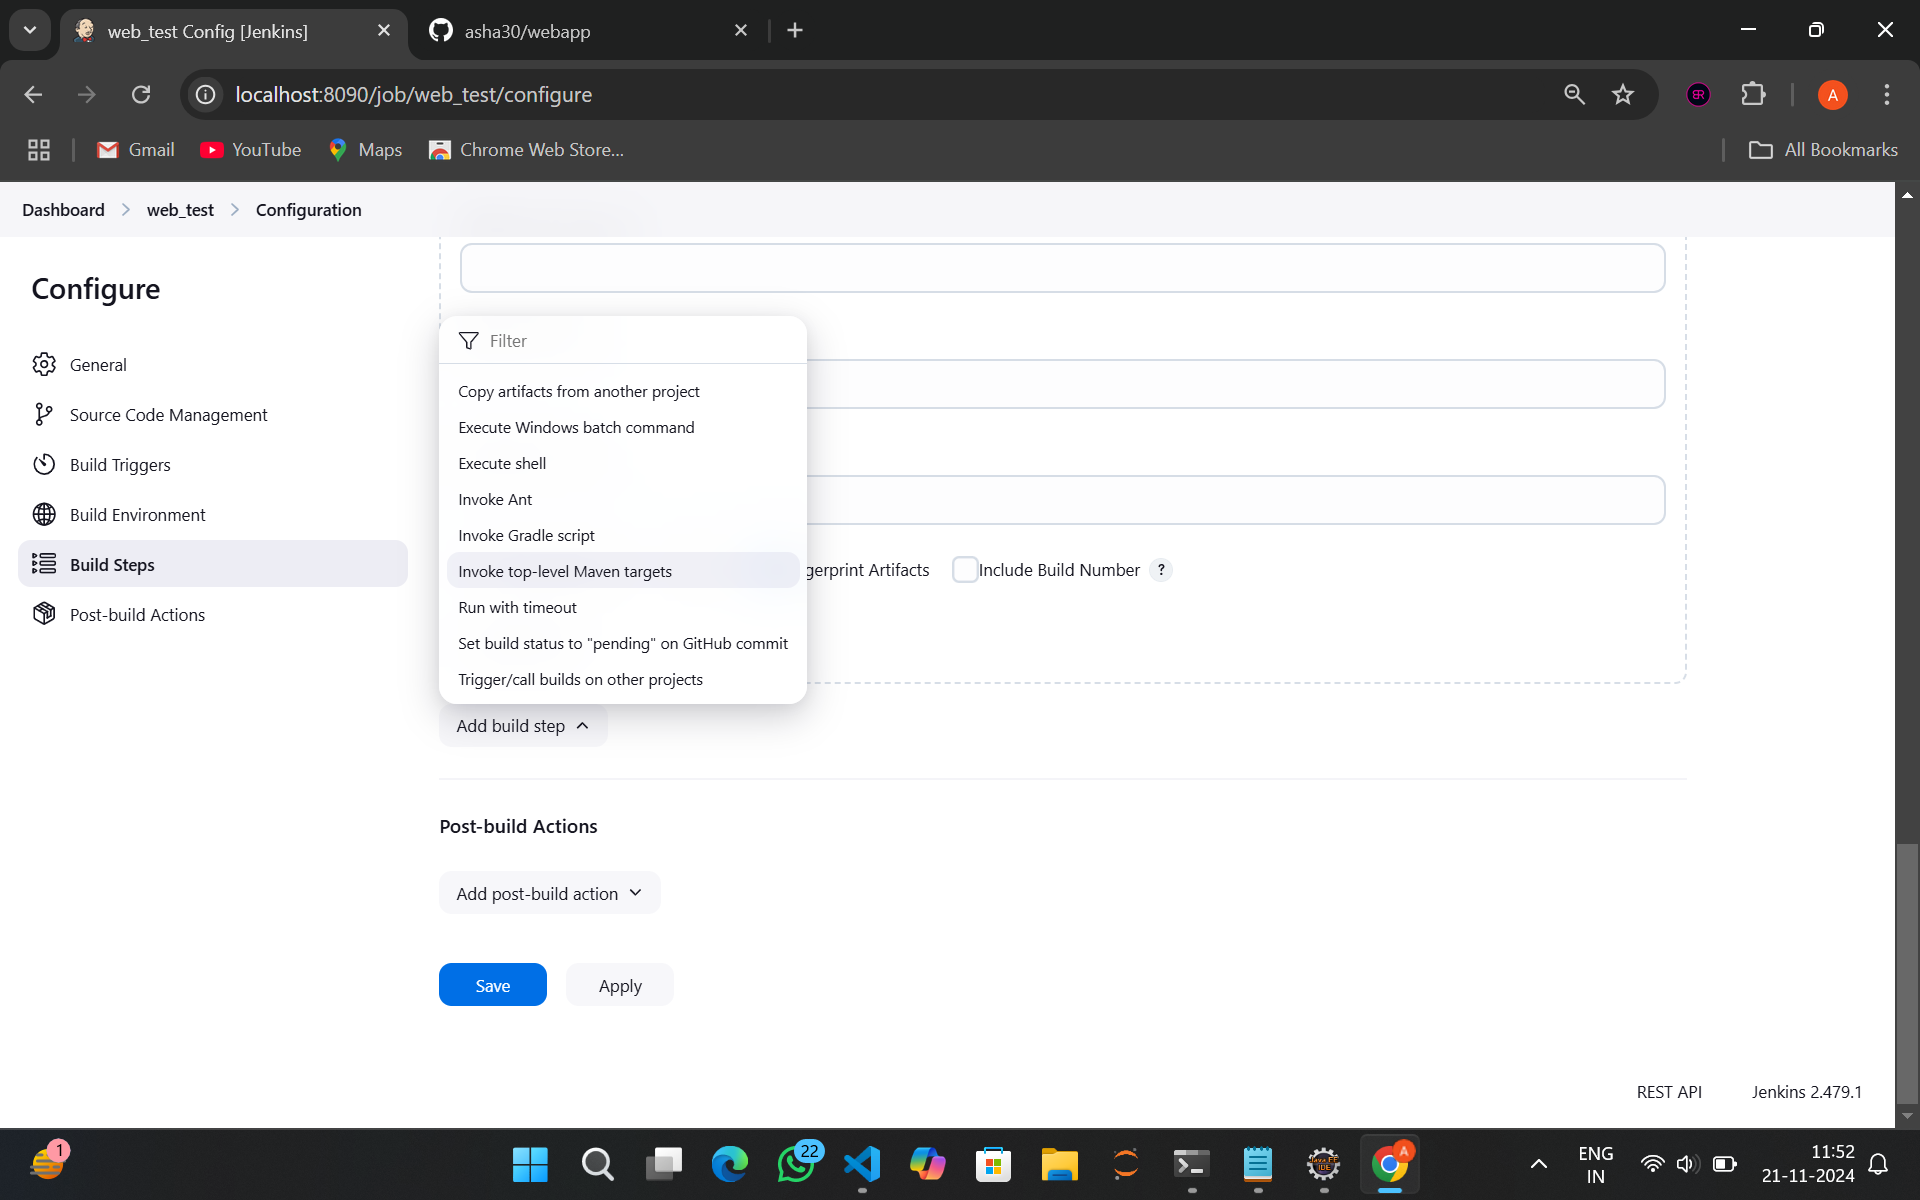 web_test Config [Jenkins]
asha30/webapp
localhost:8090/job/web_test/configure
A
Gmail
YouTube
Maps
Chrome Web Store...
All Bookmarks
Dashboard
web_test
Configuration
Configure
General
Source Code Management
Build Triggers
Build Environment
Build Steps
Post-build Actions
Filter
Copy artifacts from another project
Execute Windows batch command
Execute shell
Invoke Ant
Invoke Gradle script
Invoke top-level Maven targets
Run with timeout
Set build status to "pending" on GitHub commit
Trigger/call builds on other projects
gerprint Artifacts
Include Build Number ?
Add build step
Post-build Actions
Add post-build action
Save
Apply
REST API
Jenkins 2.479.1
1
22
Java EE
IDE
A
ENG
IN
11:52
21-11-2024